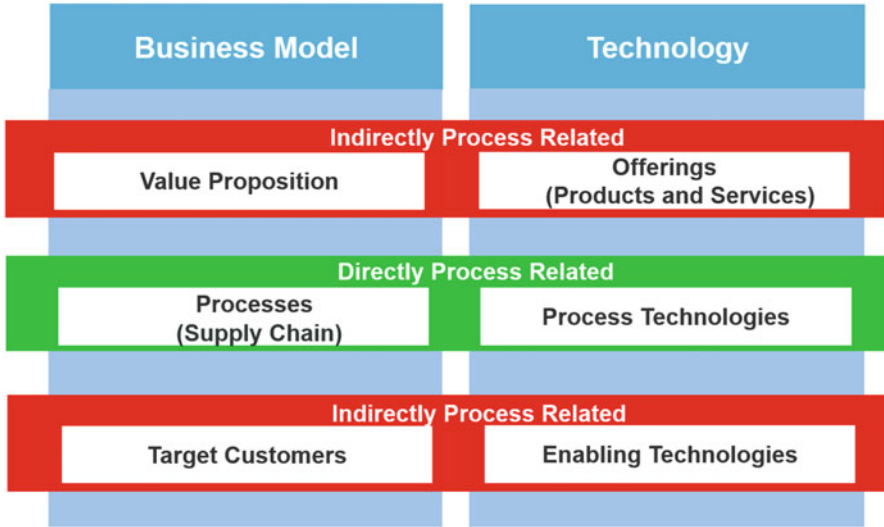 Business Model
Technology
Indirectly Process Related
Value Proposition
Offerings
(Products and Services)
Directly Process Related
Processes
(Supply Chain)
Process Technologies
Indirectly Process Related
Target Customers
Enabling Technologies